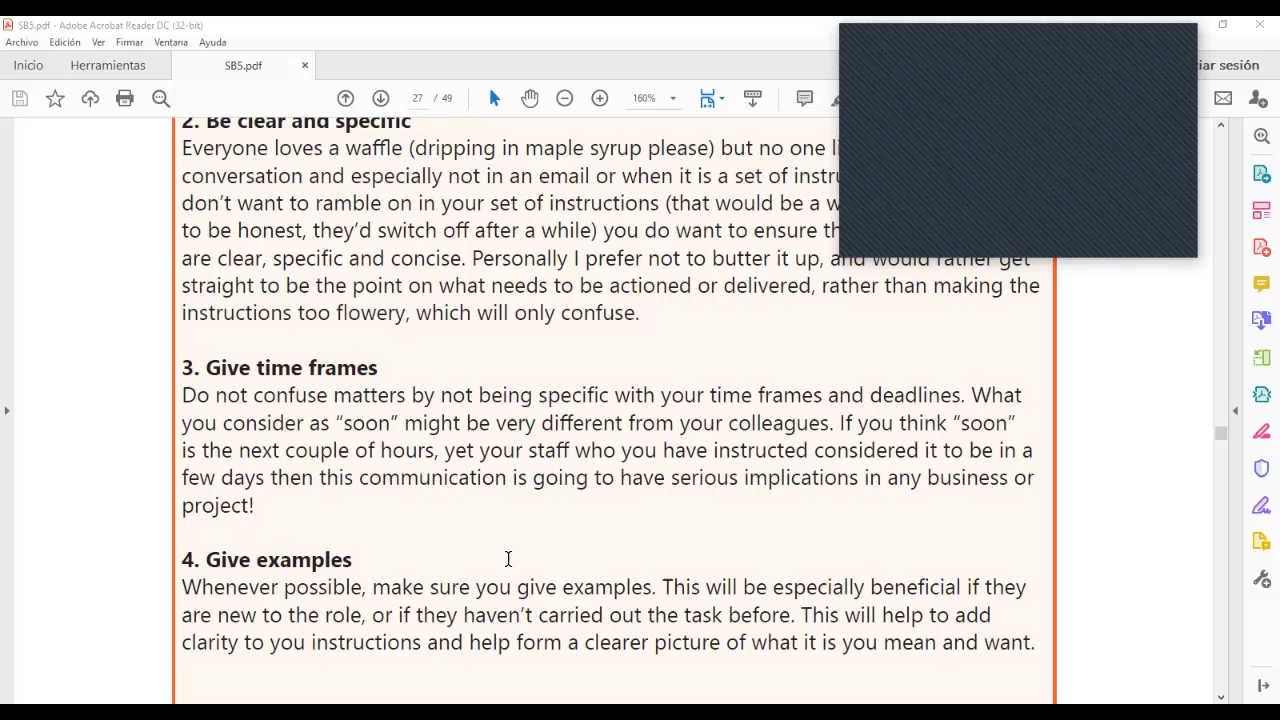 SB5.pdf - Adobe Acrobat Reader DC (32-bit)
Archivo Edición Ver Firmar Ventana Ayuda
Inicio Herramientas SB5.pdf × iar sesión
27 / 49 160%
2. Be clear and specific
Everyone loves a waffle (dripping in maple syrup please) but no one
conversation and especially not in an email or when it is a set of
don't want to ramble on in your set of instructions (that would be a
to be honest, they'd switch off after a while) you do want to ensure
are clear, specific and concise. Personally I prefer not to butter it up, and would rather get
straight to be the point on what needs to be actioned or delivered, rather than making the
instructions too flowery, which will only confuse.
3. Give time frames
Do not confuse matters by not being specific with your time frames and deadlines. What
you consider as “soon” might be very different from your colleagues. If you think “soon”
is the next couple of hours, yet your staff who you have instructed considered it to be in a
few days then this communication is going to have serious implications in any business or
project!
4. Give examples
Whenever possible, make sure you give examples. This will be especially beneficial if they
are new to the role, or if they haven't carried out the task before. This will help to add
clarity to you instructions and help form a clearer picture of what it is you mean and want.